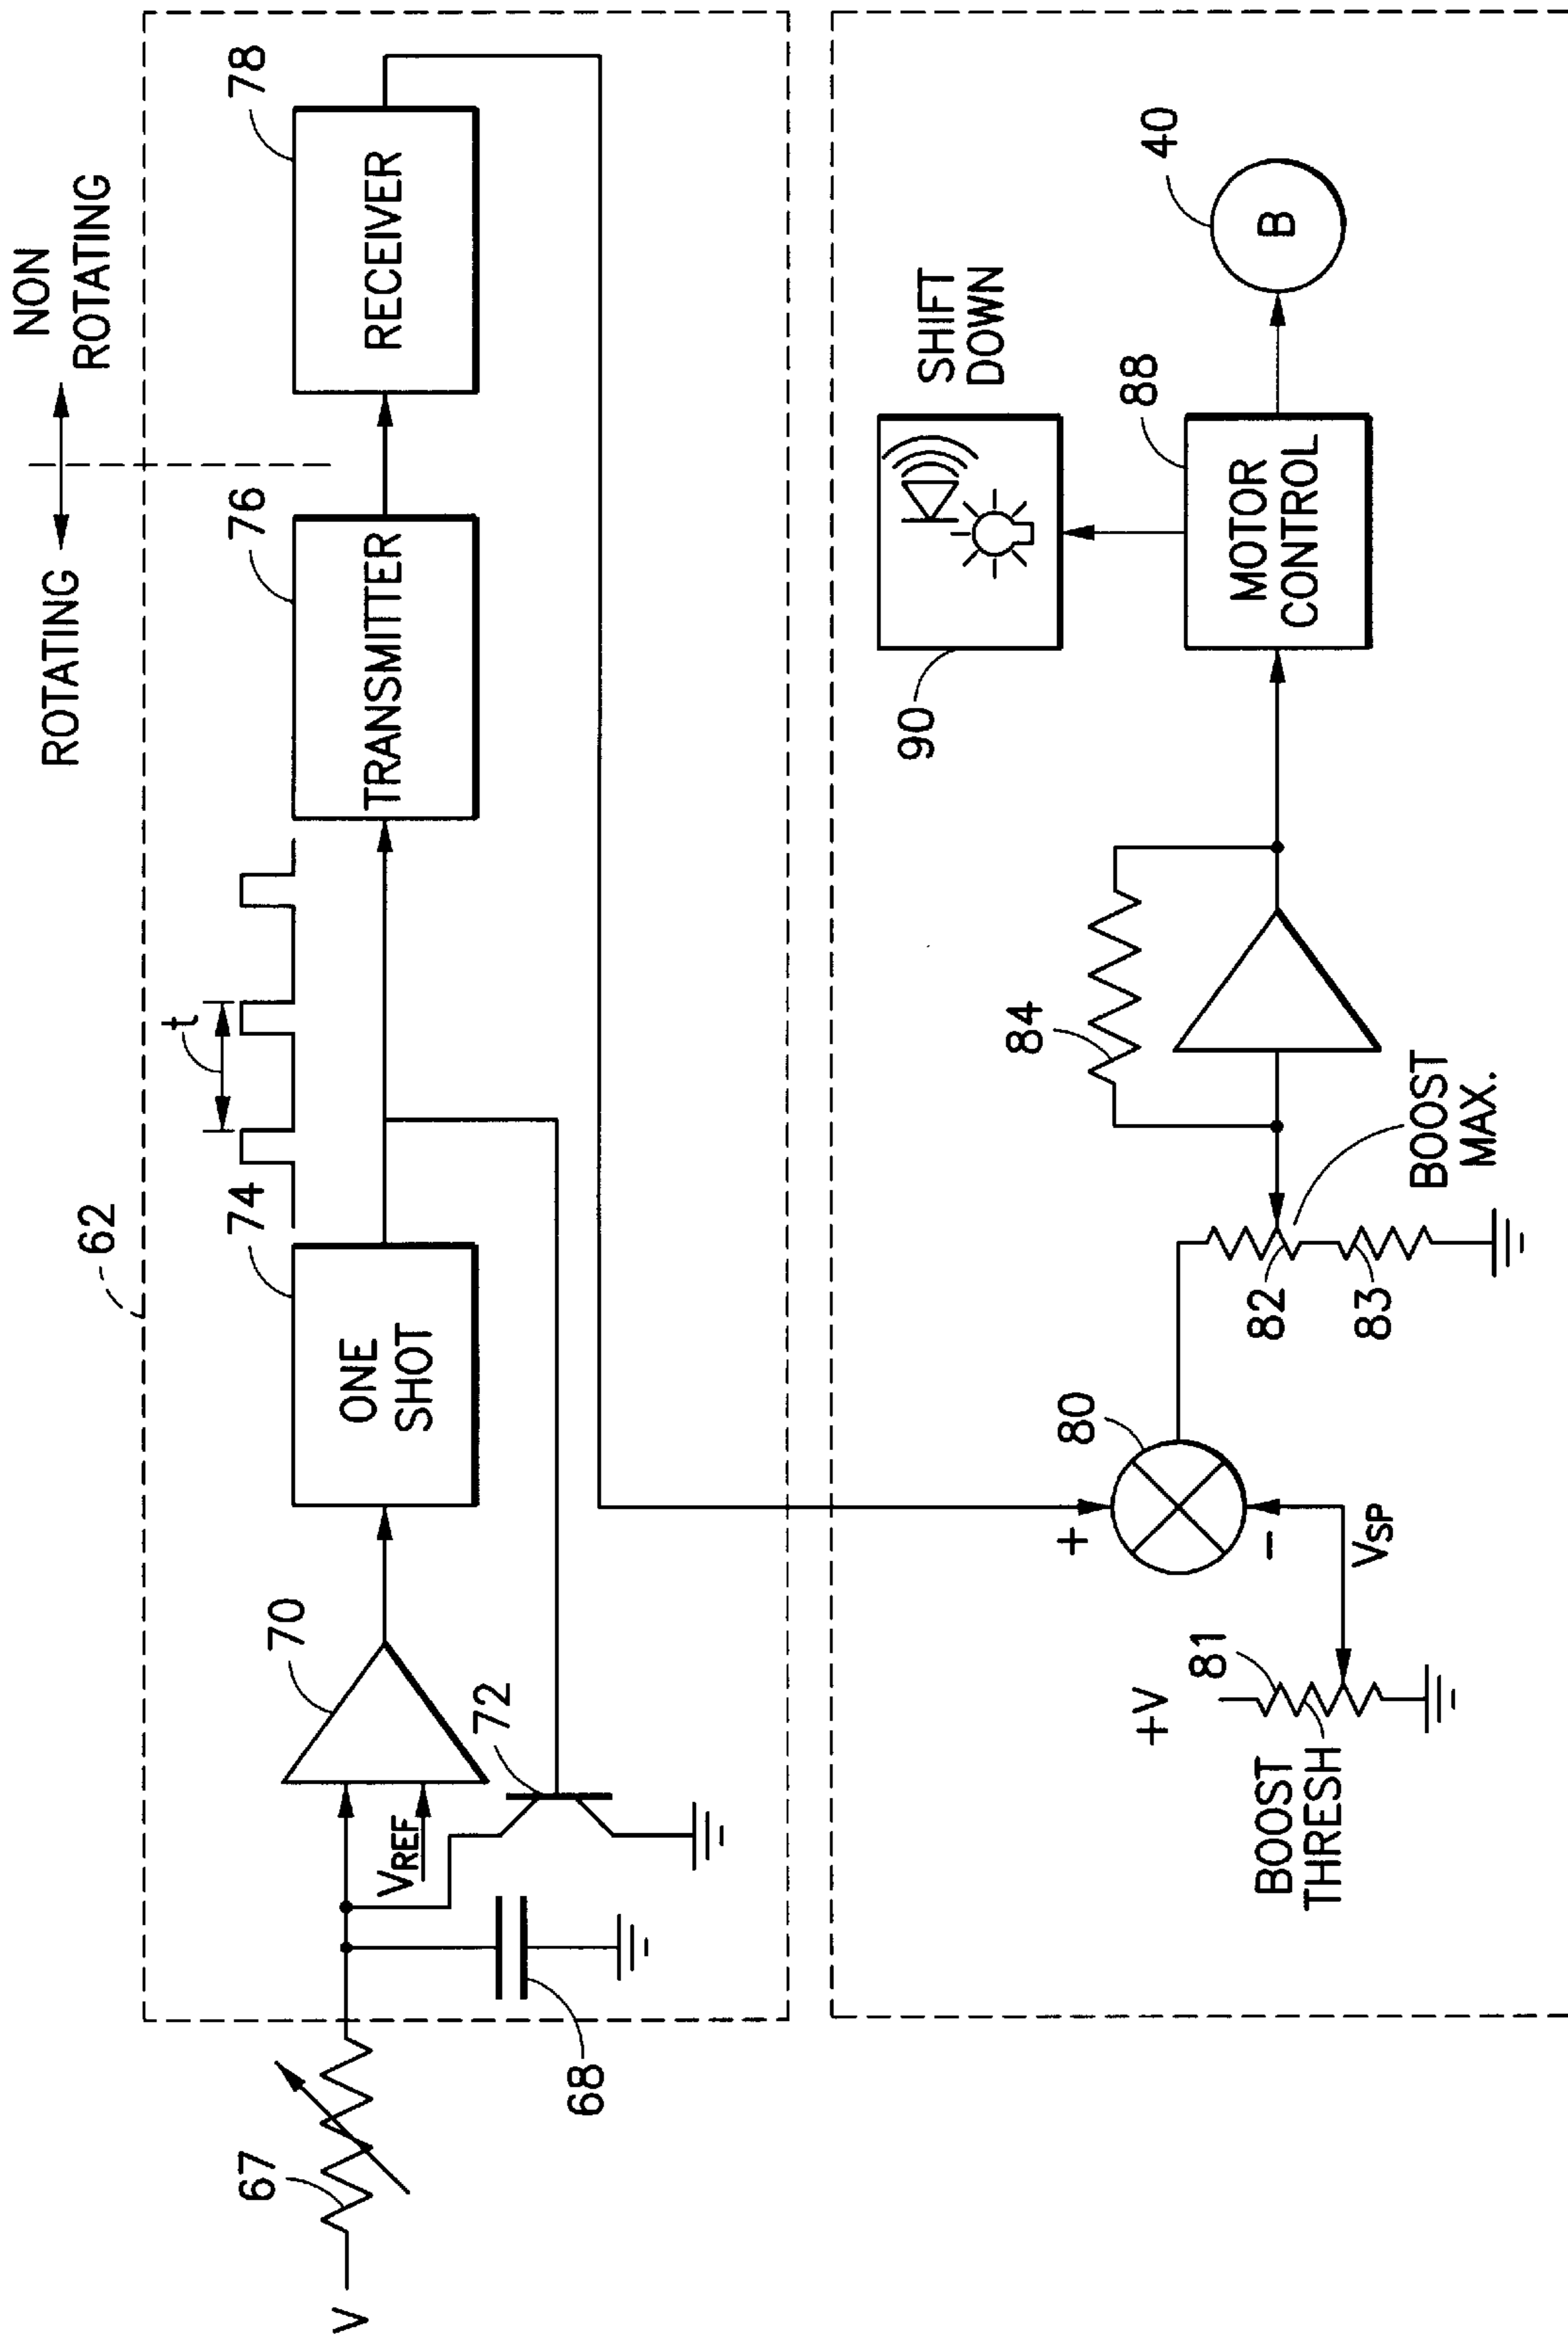 NON
ROTATING
ROTATING
62
t
67
V
68
70
VREF
72
74
ONE
SHOT
76
TRANSMITTER
78
RECEIVER
+V
81
BOOST
THRESH
VSP
80
+
-
82
83
BOOST
MAX.
84
90
SHIFT
DOWN
88
MOTOR
CONTROL
40
B